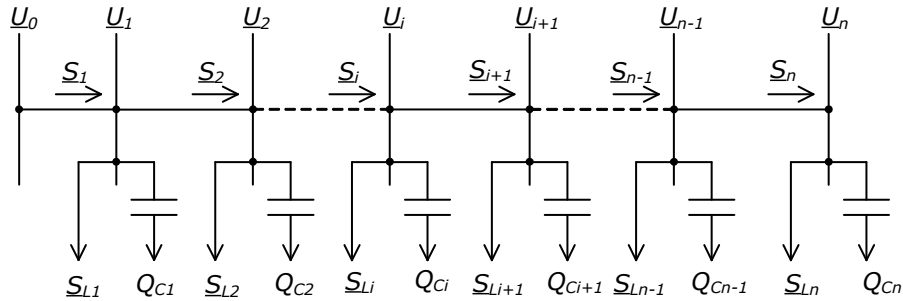 U0 U1 U2 Ui Ui+1 Un-1 Un
S1 S2 Si Si+1 Sn-1 Sn
SL1 QC1 SL2 QC2 SLi QCi SLi+1 QCi+1 SLn-1 QCn-1 SLn QCn